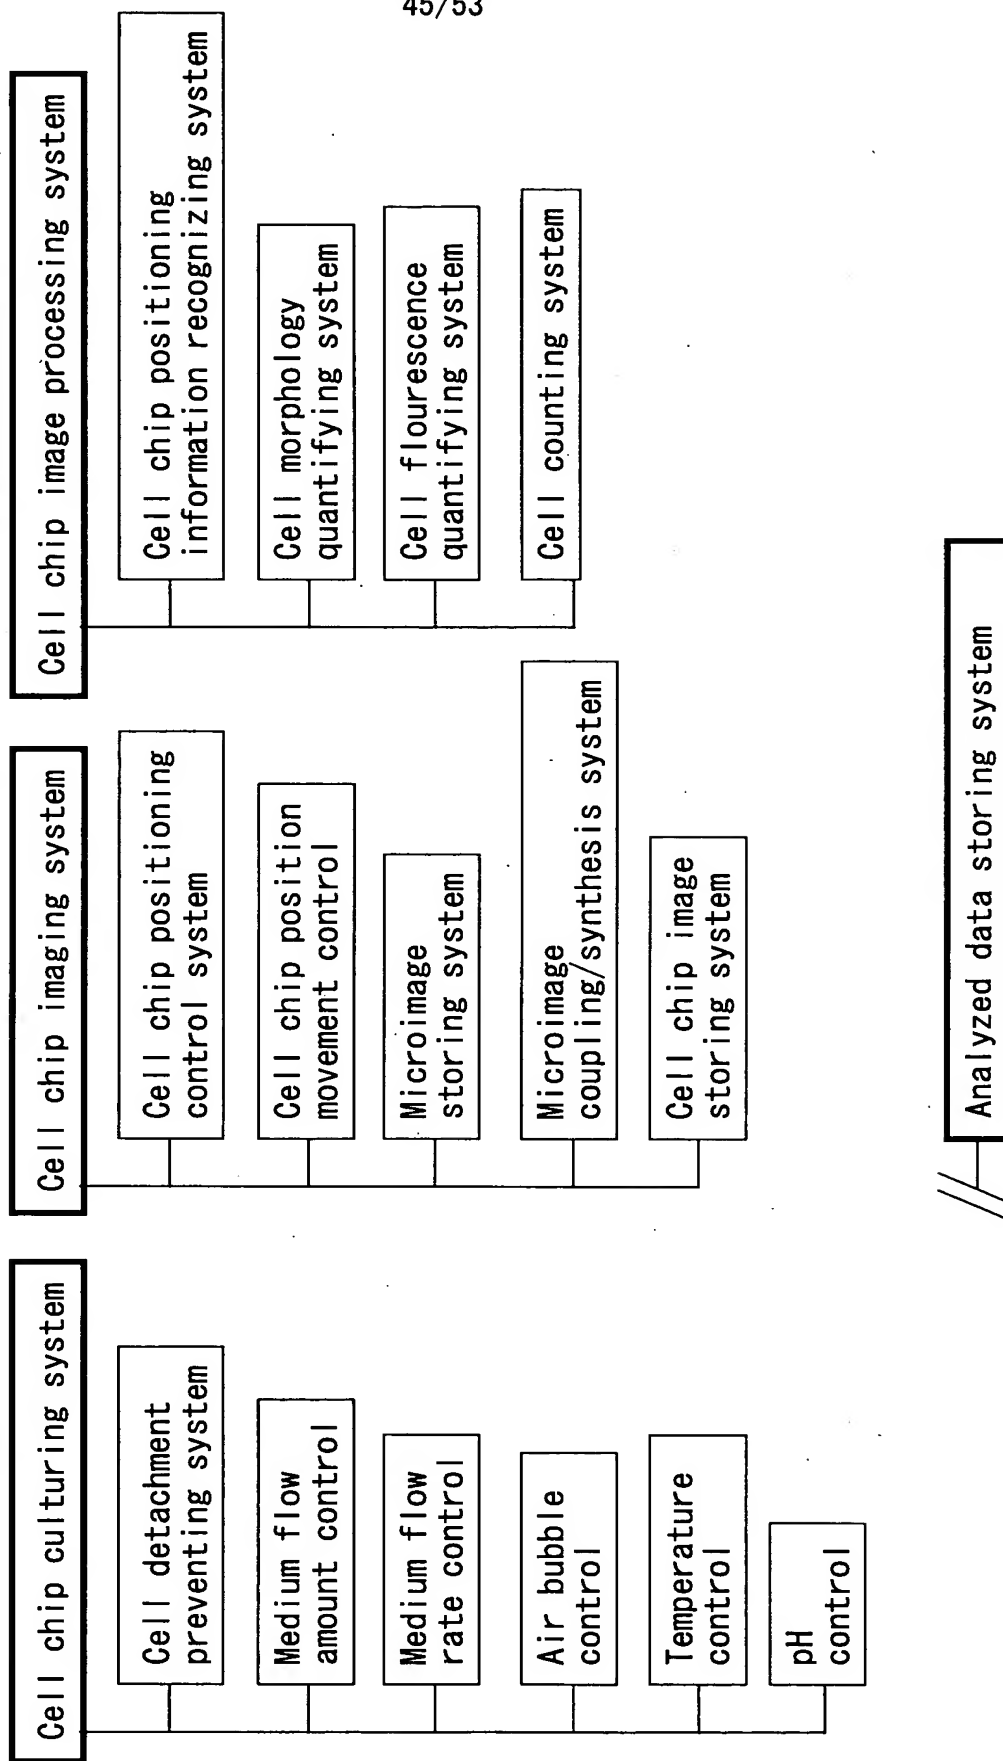 45/53
Cell chip culturing system
Cell detachment
preventing system
Medium flow
amount control
Medium flow
rate control
Air bubble
control
Temperature
control
pH
control
Cell chip imaging system
Cell chip positioning
control system
Cell chip position
movement control
Microimage
storing system
Microimage
coupling/synthesis system
Cell chip image
storing system
Cell chip image processing system
Cell chip positioning
information recognizing system
Cell morphology
quantifying system
Cell flourescence
quantifying system
Cell counting system
Analyzed data storing system